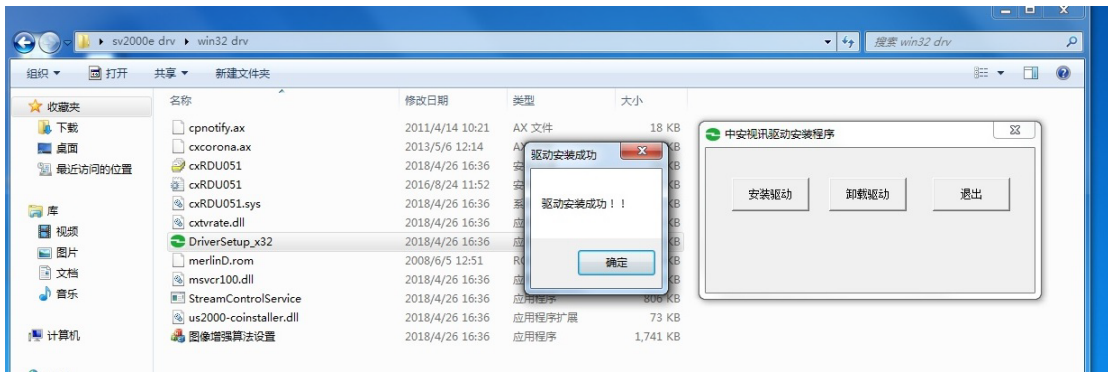 sv2000e drv ▸ win32 drv
搜索 win32 drv
组织 打开 共享 新建文件夹
收藏夹
下载
桌面
最近访问的位置
库
视频
图片
文档
音乐
计算机
名称 修改日期 类型 大小
cpnotify.ax 2011/4/14 10:21 AX 文件 18 KB
cxcorona.ax 2013/5/6 12:14
cxRDU051 2018/4/26 16:36
cxRDU051 2016/8/24 11:52
cxRDU051.sys 2018/4/26 16:36
cxtvrate.dll 2018/4/26 16:36
DriverSetup_x32 2018/4/26 16:36
merlinD.rom 2008/6/5 12:51
msvcr100.dll 2018/4/26 16:36
StreamControlService 2018/4/26 16:36 应用程序 806 KB
us2000-coinstaller.dll 2018/4/26 16:36 应用程序扩展 73 KB
图像增强算法设置 2018/4/26 16:36 应用程序 1,741 KB
驱动安装成功
驱动安装成功！！
确定
中安视讯驱动安装程序
安装驱动 卸载驱动 退出